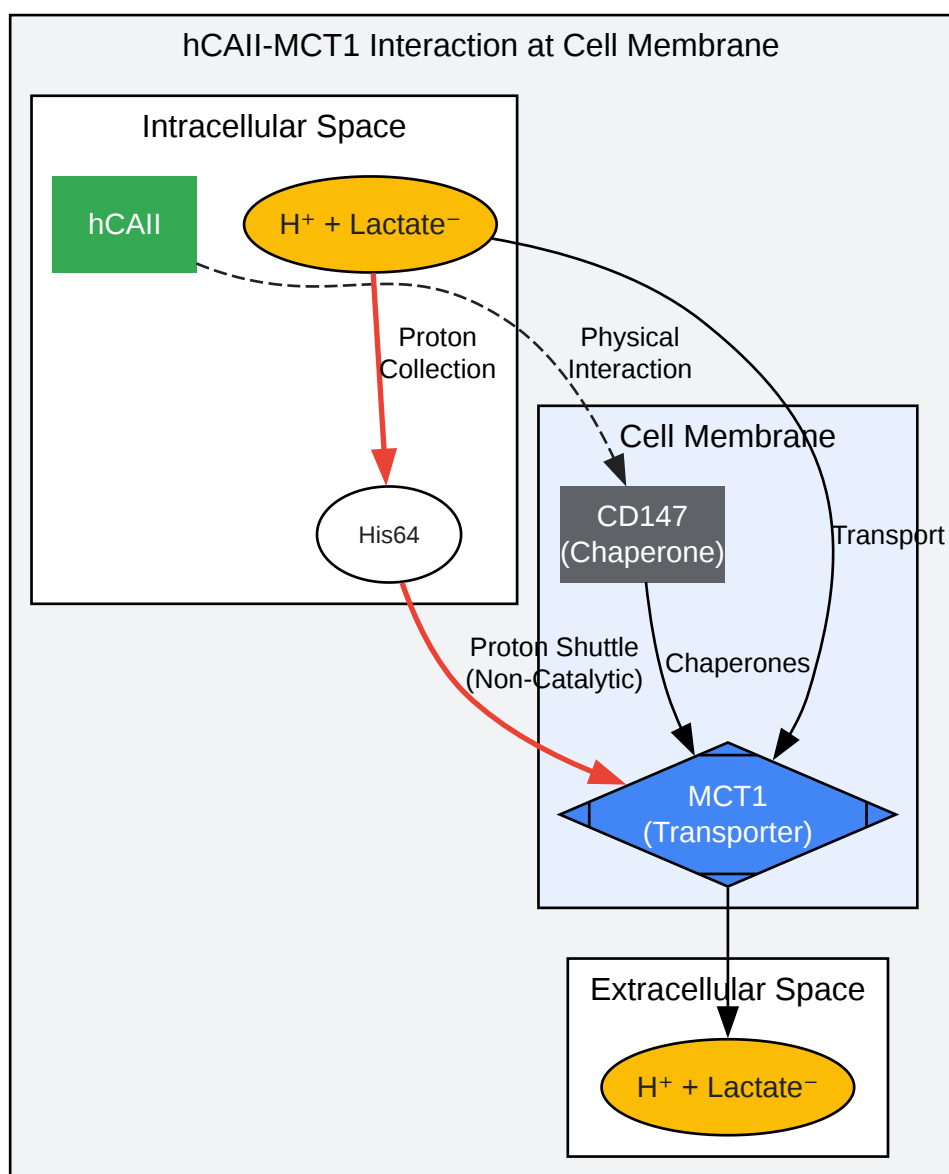 hCAII-MCT1 Interaction at Cell Membrane
Intracellular Space
hCAII
H⁺ + Lactate⁻
Proton
Collection
Physical
Interaction
Cell Membrane
CD147
(Chaperone)
His64
Transport
Proton Shuttle
(Non-Catalytic)
Chaperones
MCT1
(Transporter)
Extracellular Space
H⁺ + Lactate⁻